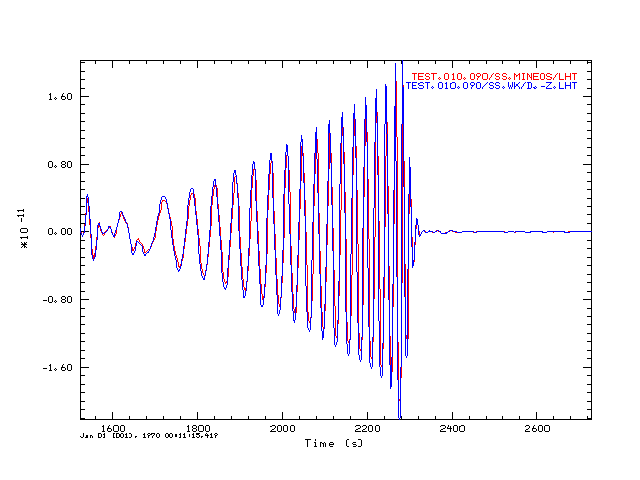 TEST.010.090/SS.MINEOS/LHT
TEST.010.090/SS.WK/D.-Z.LHT
1.60
0.80
0.00
-0.80
-1.60
*10 -11
1600 1800 2000 2200 2400 2600
Jan 01 (001), 1970 00:11:15.419
Time (s)